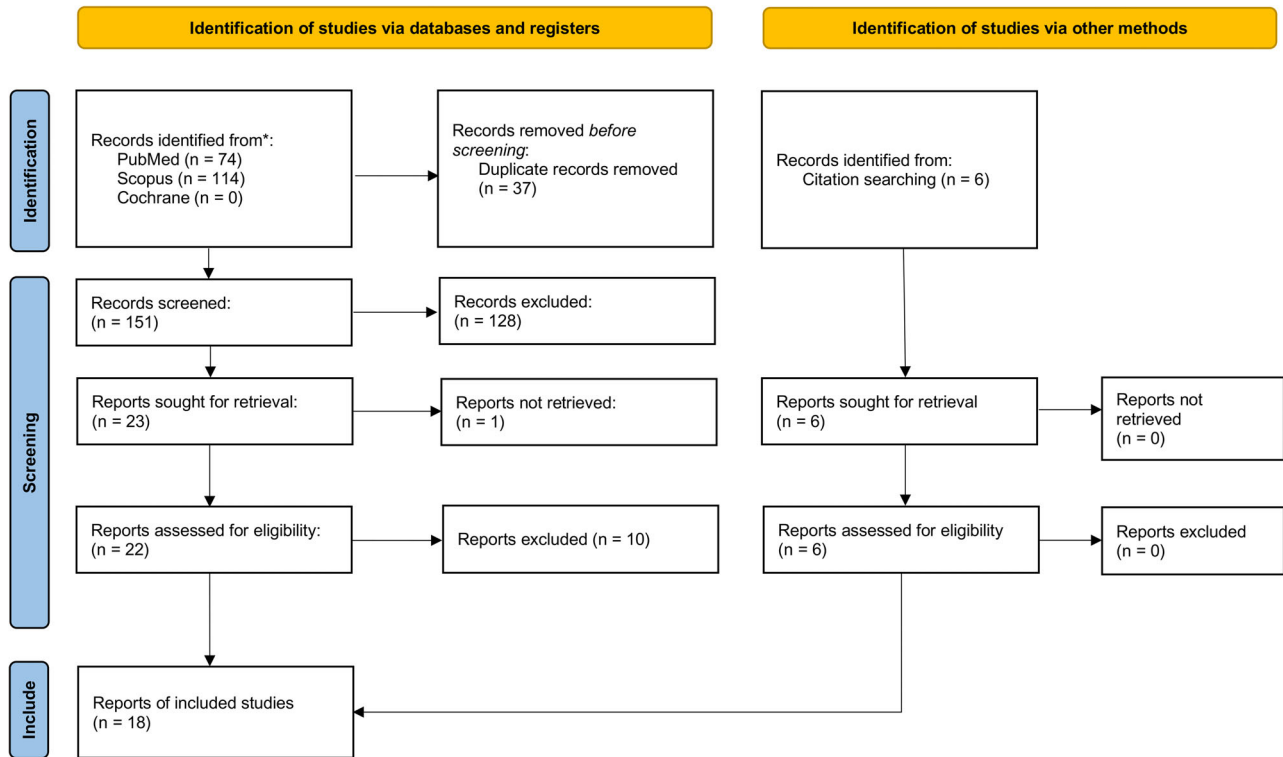 Identification of studies via databases and registers
Identification of studies via other methods
Identification
Records identified from*:
PubMed (n = 74)
Scopus (n = 114)
Cochrane (n = 0)
Records removed before
screening:
Duplicate records removed
(n = 37)
Records identified from:
Citation searching (n = 6)
Screening
Records screened:
(n = 151)
Records excluded:
(n = 128)
Reports sought for retrieval:
(n = 23)
Reports not retrieved:
(n = 1)
Reports sought for retrieval
(n = 6)
Reports not
retrieved
(n = 0)
Reports assessed for eligibility:
(n = 22)
Reports excluded (n = 10)
Reports assessed for eligibility
(n = 6)
Reports excluded
(n = 0)
Include
Reports of included studies
(n = 18)